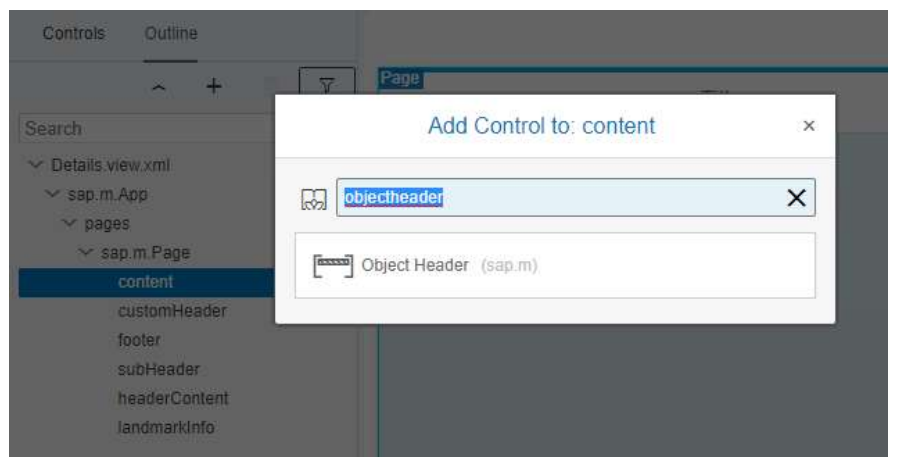 Controls Outline
Page
Search
Details.view.xml
sap.m.App
pages
sap.m.Page
content
customHeader
footer
subHeader
headerContent
landmarkInfo
Add Control to: content
objectheader
Object Header (sap.m)